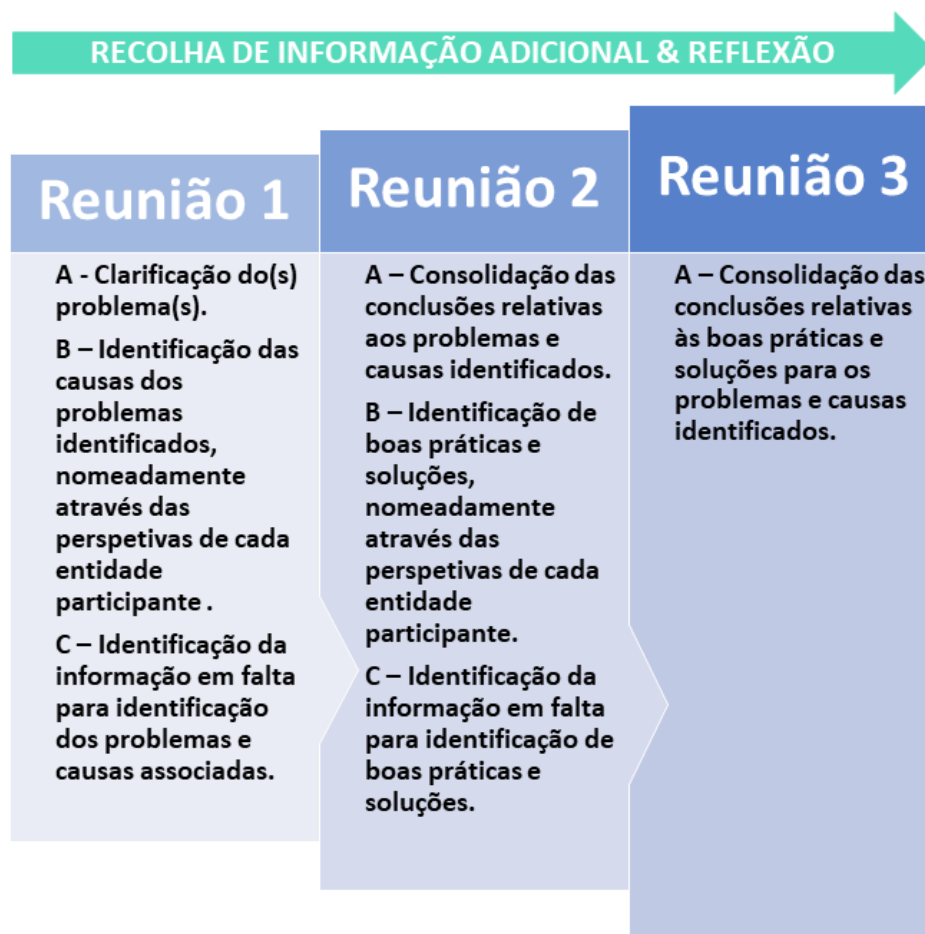 RECOLHA DE INFORMAÇÃO ADICIONAL & REFLEXÃO
Reunião 1
A - Clarificação do(s)
problema(s).
B – Identificação das
causas dos
problemas
identificados,
nomeadamente
através das
perspetivas de cada
entidade
participante .
C – Identificação da
informação em falta
para identificação
dos problemas e
causas associadas.
Reunião 2
A – Consolidação das
conclusões relativas
aos problemas e
causas identificados.
B – Identificação de
boas práticas e
soluções,
nomeadamente
através das
perspetivas de cada
entidade
participante.
C – Identificação da
informação em falta
para identificação de
boas práticas e
soluções.
Reunião 3
A – Consolidação das
conclusões relativas
às boas práticas e
soluções para os
problemas e causas
identificados.